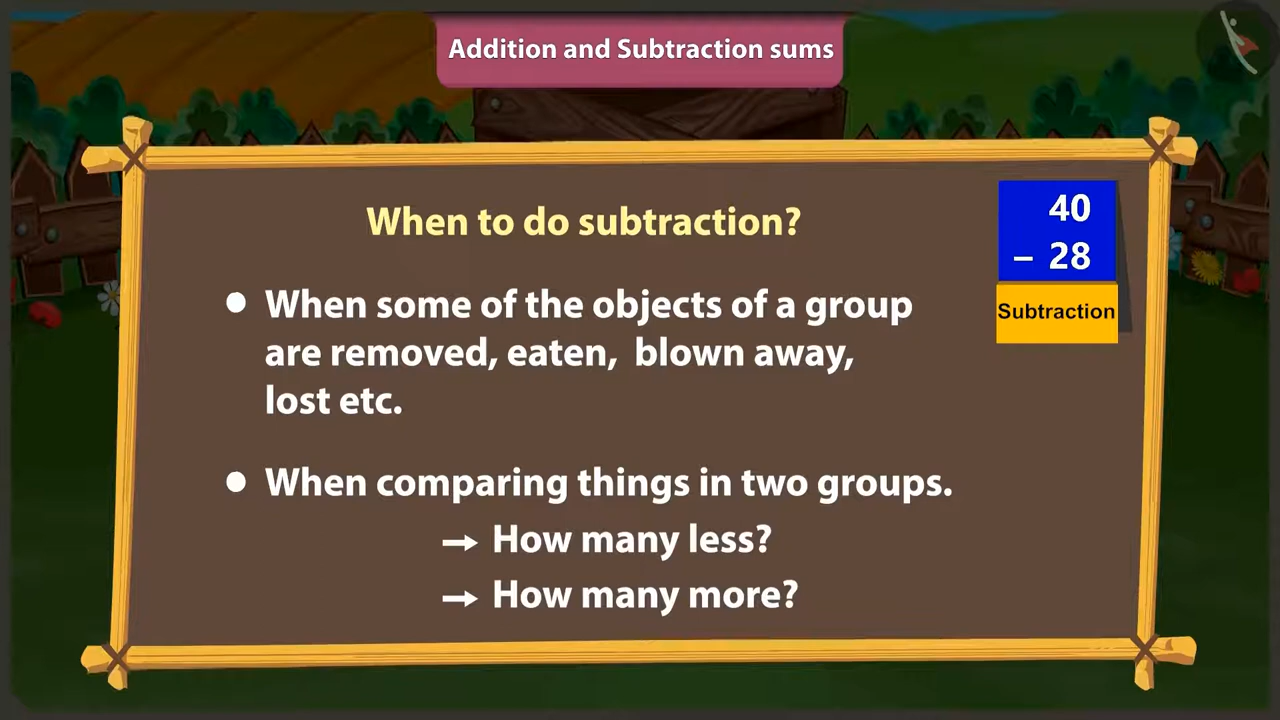 Addition and Subtraction sums
When to do subtraction?
40
– 28
Subtraction
● When some of the objects of a group
are removed, eaten, blown away,
lost etc.
● When comparing things in two groups.
→ How many less?
→ How many more?